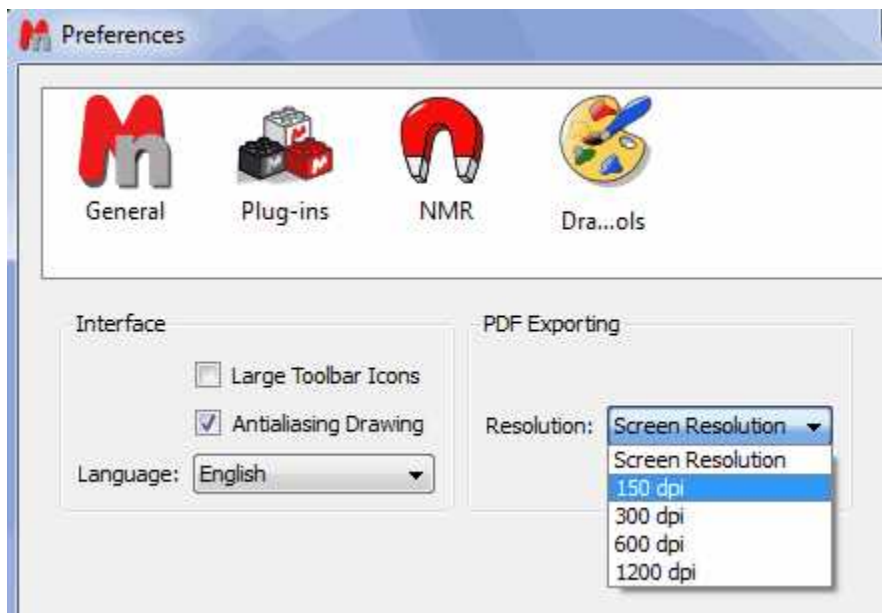 Preferences
General
Plug-ins
NMR
Dra...ols
Interface
Large Toolbar Icons
Antialiasing Drawing
Language: English
PDF Exporting
Resolution: Screen Resolution
Screen Resolution
150 dpi
300 dpi
600 dpi
1200 dpi